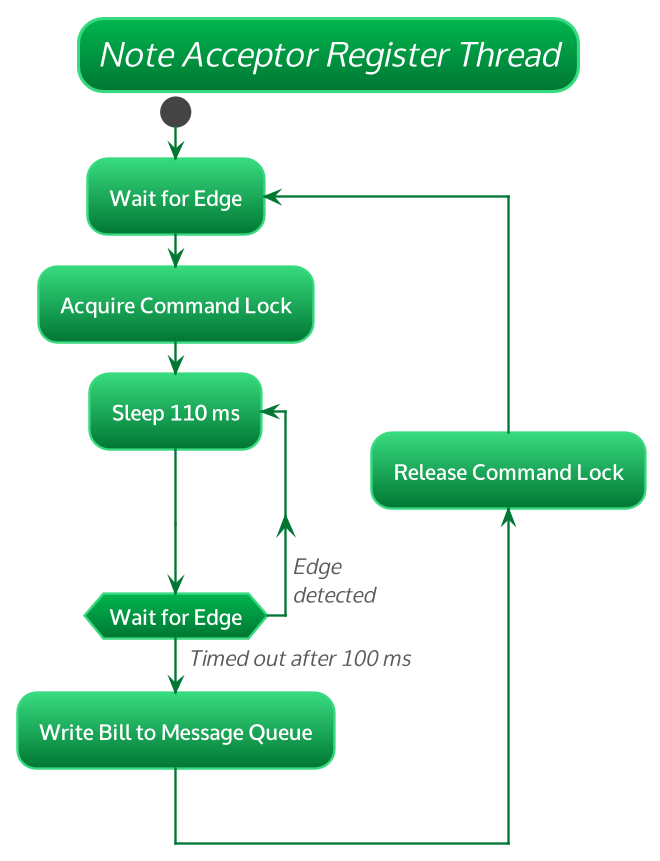 Note Acceptor Register Thread
Wait for Edge
Acquire Command Lock
Sleep 110 ms
Release Command Lock
Edge
detected
Wait for Edge
Timed out after 100 ms
Write Bill to Message Queue